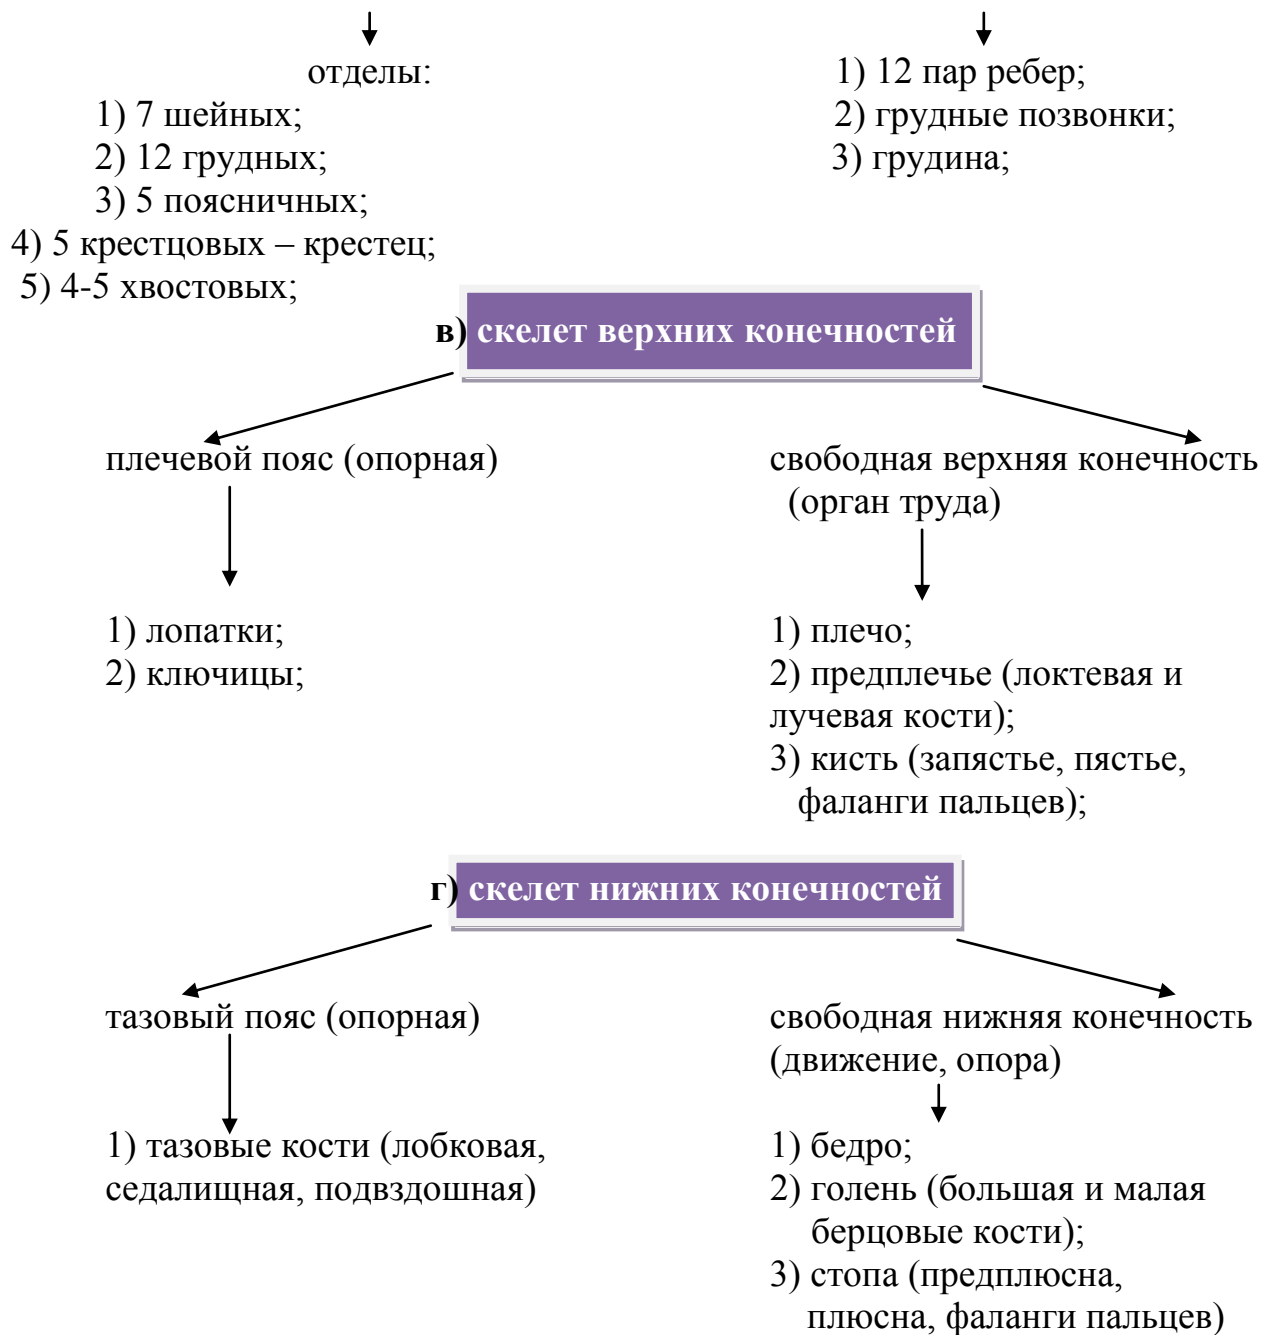 отделы:
1) 7 шейных;
2) 12 грудных;
3) 5 поясничных;
4) 5 крестцовых – крестец;
5) 4-5 хвостовых;
1) 12 пар ребер;
2) грудные позвонки;
3) грудина;
в) скелет верхних конечностей
плечевой пояс (опорная)
1) лопатки;
2) ключицы;
свободная верхняя конечность
(орган труда)
1) плечо;
2) предплечье (локтевая и
лучевая кости);
3) кисть (запястье, пястье,
фаланги пальцев);
г) скелет нижних конечностей
тазовый пояс (опорная)
1) тазовые кости (лобковая,
седалищная, подвздошная)
свободная нижняя конечность
(движение, опора)
1) бедро;
2) голень (большая и малая
берцовые кости);
3) стопа (предплюсна,
плюсна, фаланги пальцев)